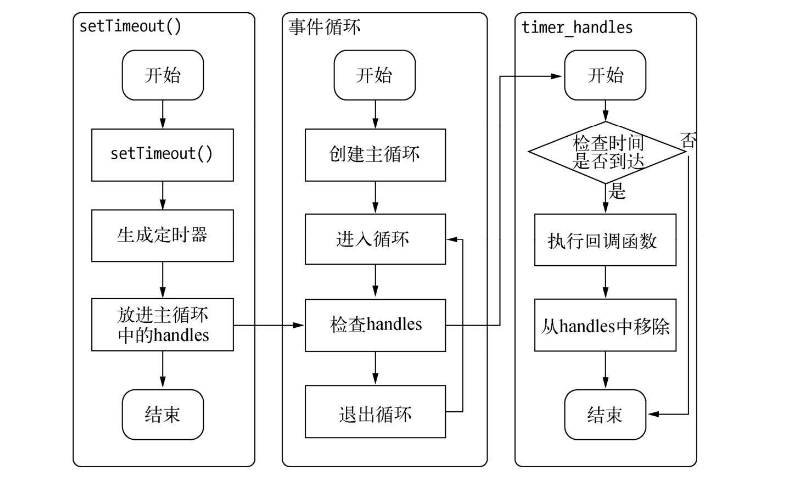 setTimeout()
开始
setTimeout()
生成定时器
放进主循环
中的handles
结束
事件循环
开始
创建主循环
进入循环
检查handles
退出循环
timer_handles
开始
检查时间
是否到达
否
是
执行回调函数
从handles中移除
结束